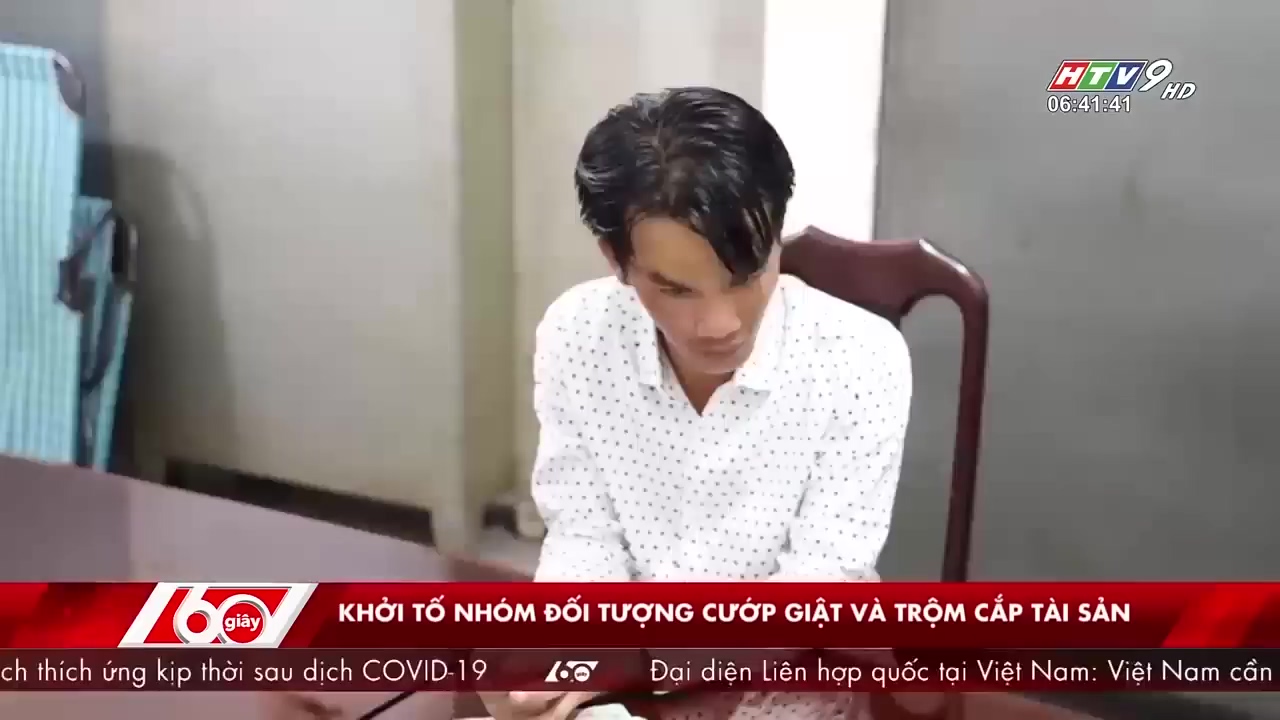 HTV9 HD
06:41:41
60 giây
KHỞI TỐ NHÓM ĐỐI TƯỢNG CƯỚP GIẬT VÀ TRỘM CẮP TÀI SẢN
ch thích ứng kịp thời sau dịch COVID-19 60 giây Đại diện Liên hợp quốc tại Việt Nam: Việt Nam cần